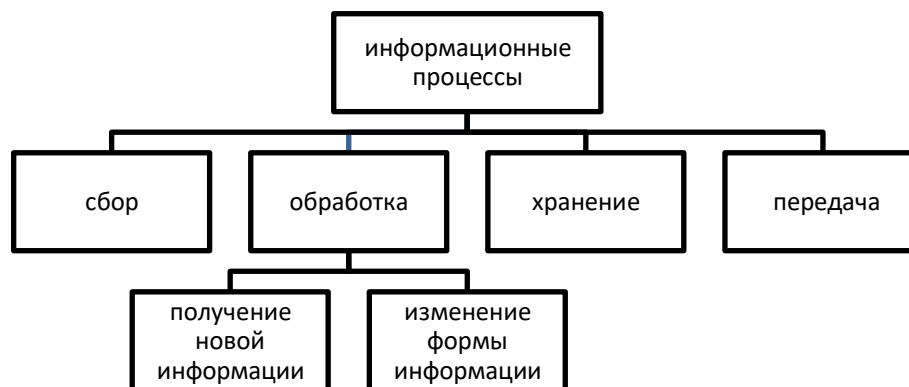 информационные
процессы
сбор
обработка
хранение
передача
получение
новой
информации
изменение
формы
информации